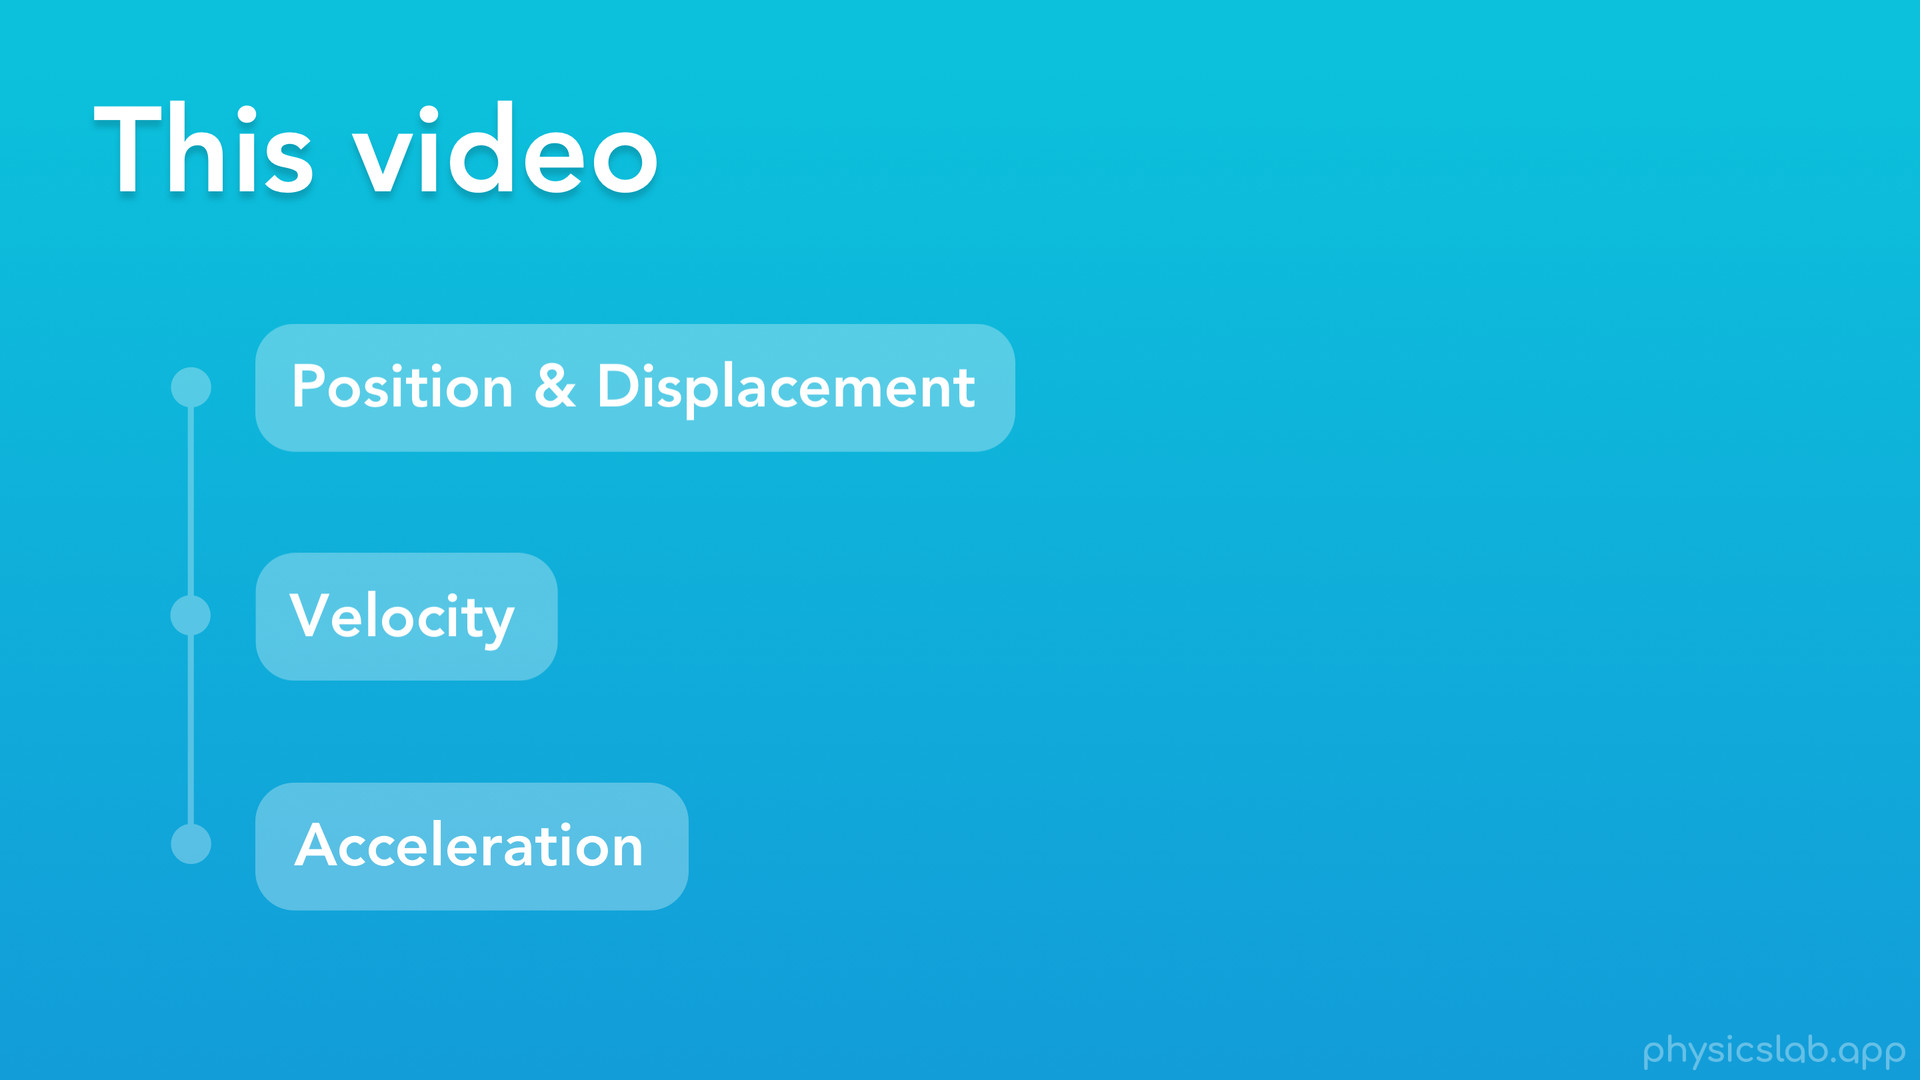 This video
Position & Displacement
Velocity
Acceleration
physicslab.app